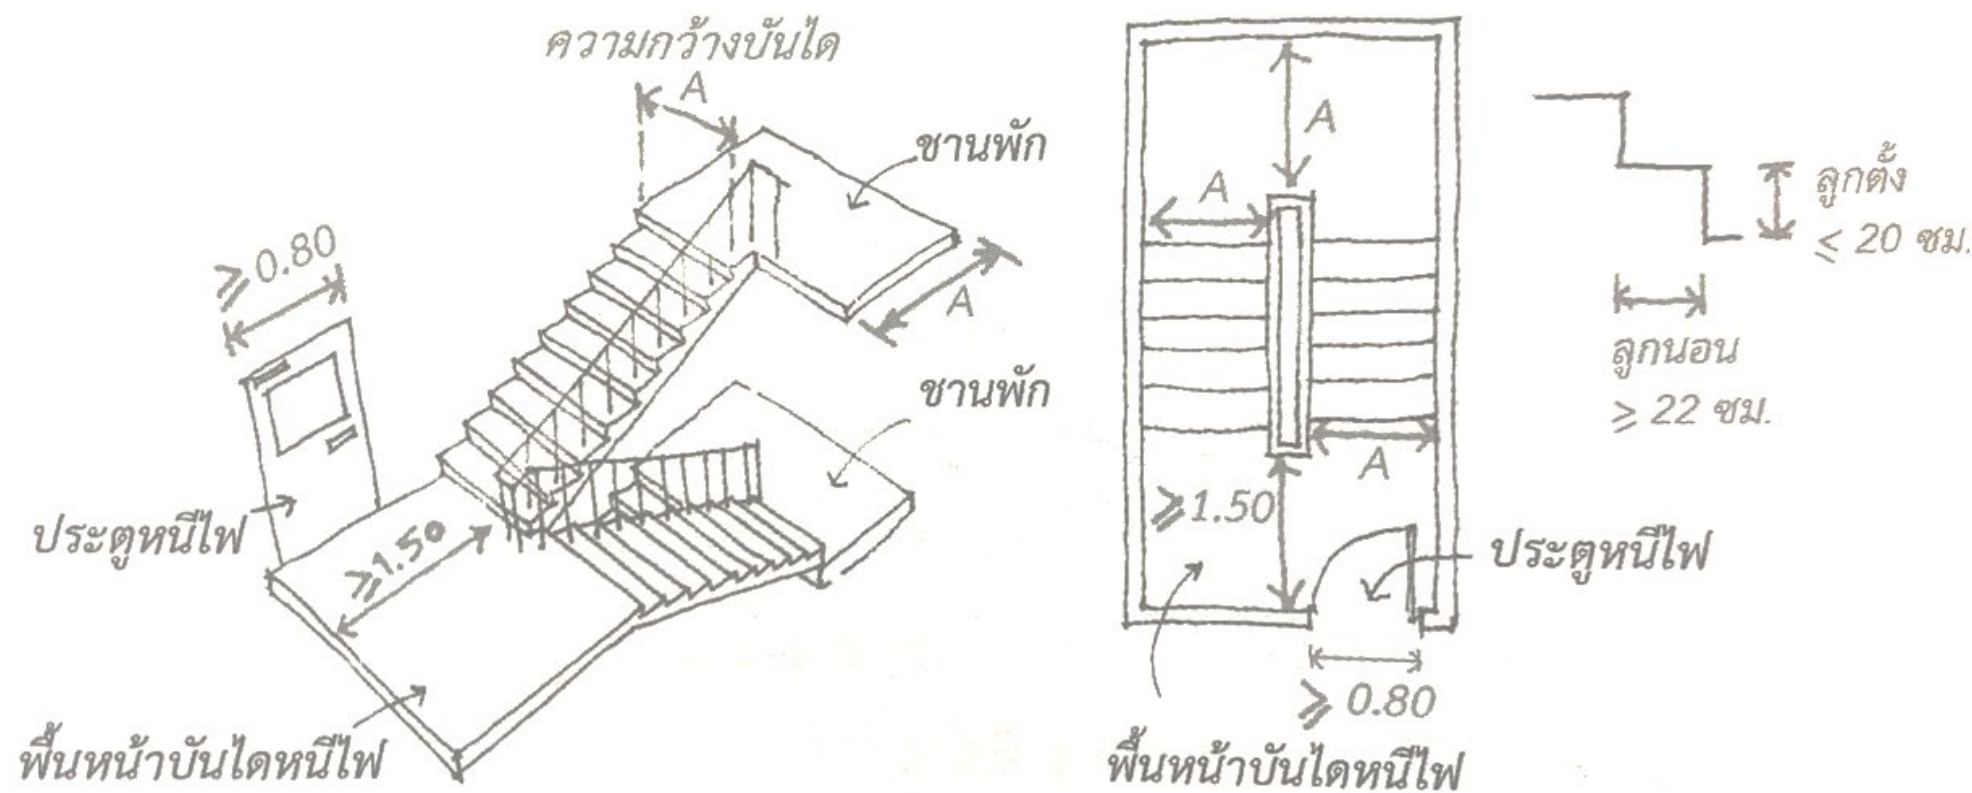 ความกว้างบันได
A
ชานพัก
A
≥ 0.80
ชานพัก
ประตูหนีไฟ
≥1.50
พื้นหน้าบันไดหนีไฟ
A
A
A
≥1.50
ประตูหนีไฟ
≥ 0.80
พื้นหน้าบันไดหนีไฟ
ลูกตั้ง
≤ 20 ซม.
ลูกนอน
≥ 22 ซม.